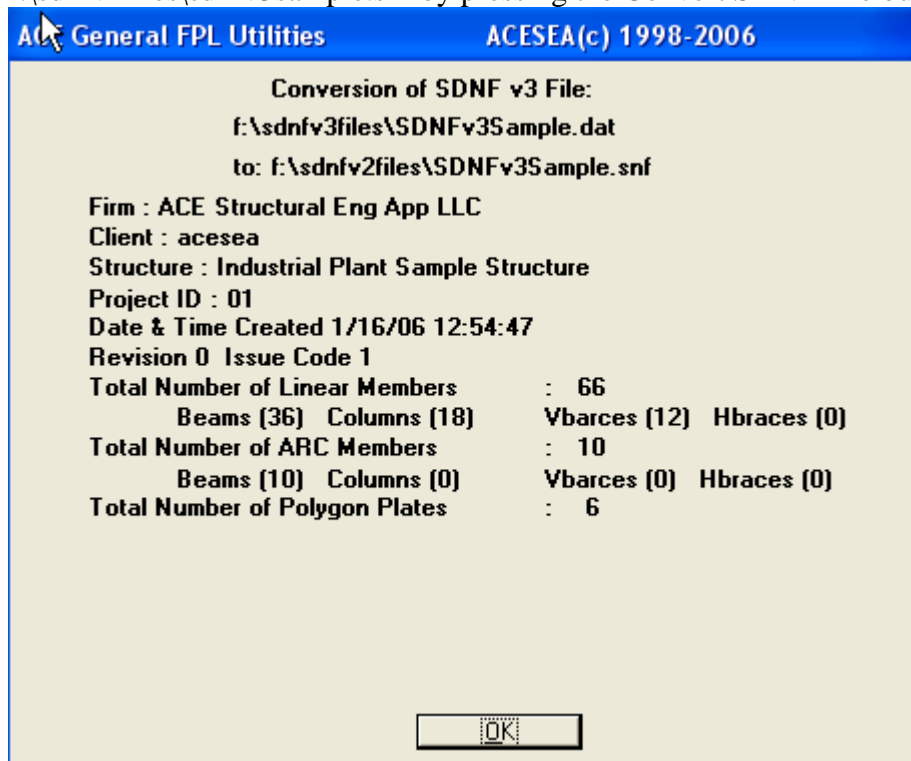 General FPL Utilities ACESEA(c) 1998-2006
Conversion of SDNF v3 File:
f:\sdnfv3files\SDNFv3Sample.dat
to: f:\sdnfv2files\SDNFv3Sample.snf
Firm : ACE Structural Eng App LLC
Client : acesea
Structure : Industrial Plant Sample Structure
Project ID : 01
Date & Time Created 1/16/06 12:54:47
Revision 0 Issue Code 1
Total Number of Linear Members : 66
Beams (36) Columns (18) Vbarces (12) Hbraces (0)
Total Number of ARC Members : 10
Beams (10) Columns (0) Vbarces (0) Hbraces (0)
Total Number of Polygon Plates : 6
OK